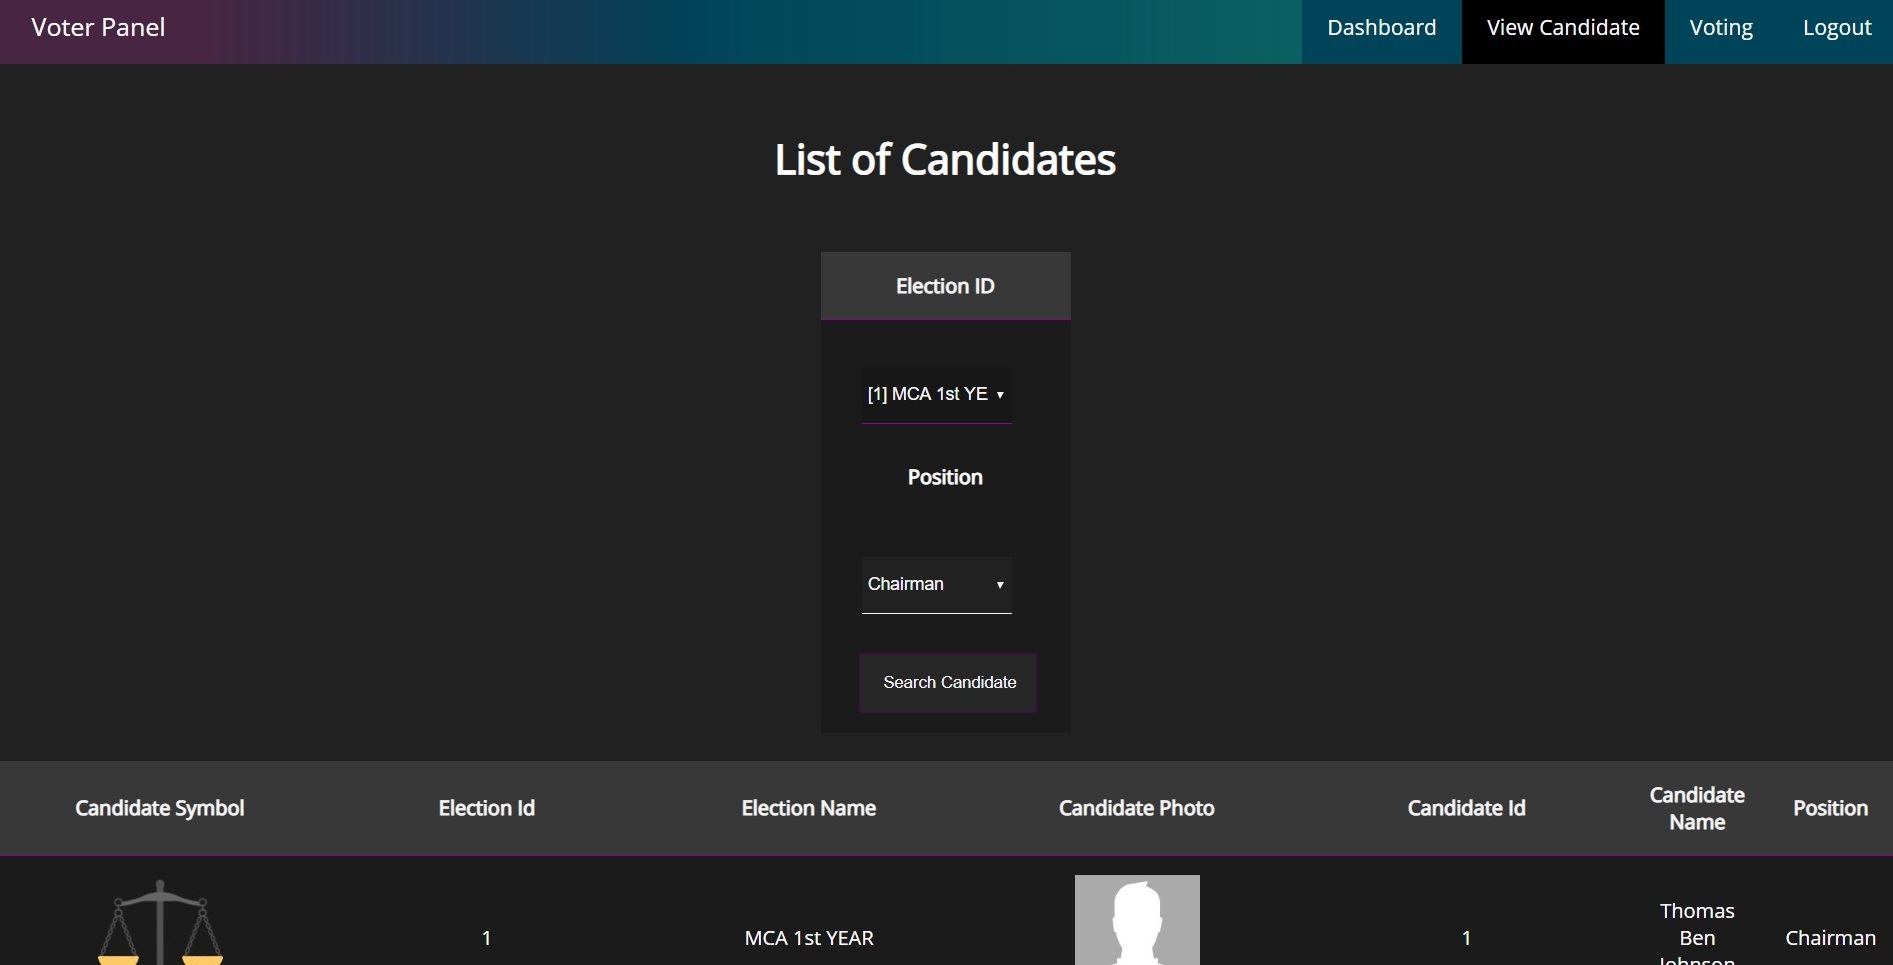 Voter Panel
Dashboard
View Candidate
Voting
Logout
List of Candidates
Election ID
[1] MCA 1st YE
Position
Chairman
Search Candidate
Candidate Symbol
Election Id
Election Name
Candidate Photo
Candidate Id
Candidate
Name
Position
1
MCA 1st YEAR
1
Thomas
Ben
Johnson
Chairman